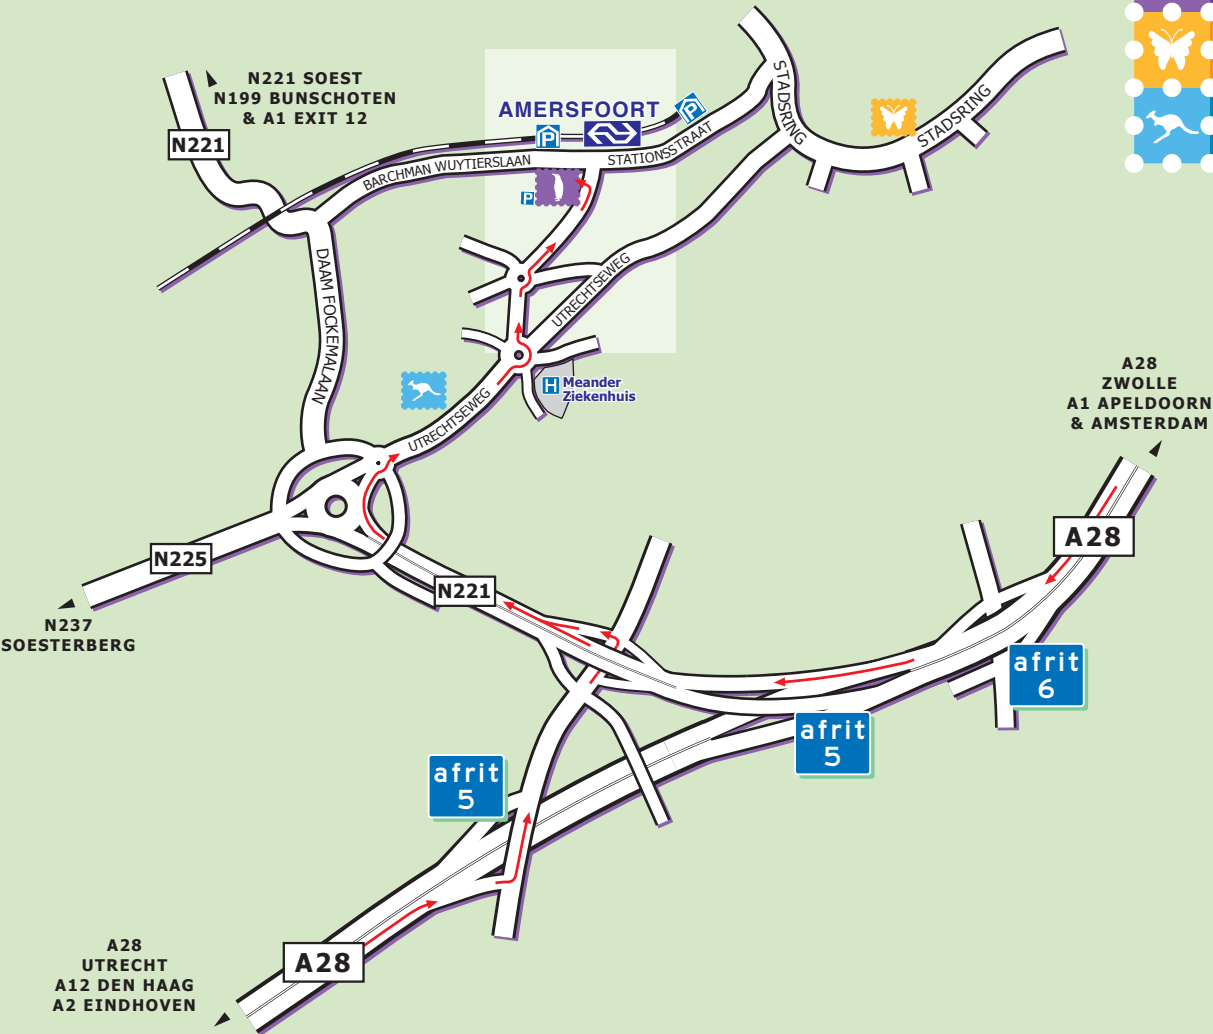 N221 SOEST
N199 BUNSCHOTEN
& A1 EXIT 12
N221
AMERSFOORT
P
P
STADSRING
STADSRING
STATIONSSTRAAT
BARCHMAN WUYTIERSLAAN
P
DAAM FOCKEMALAAN
UTRECHTSEWEG
H Meander
Ziekenhuis
UTRECHTSEWEG
A28
ZWOLLE
A1 APELDOORN
& AMSTERDAM
A28
N225
N221
N237
SOESTERBERG
afrit
6
afrit
5
afrit
5
A28
A28
UTRECHT
A12 DEN HAAG
A2 EINDHOVEN